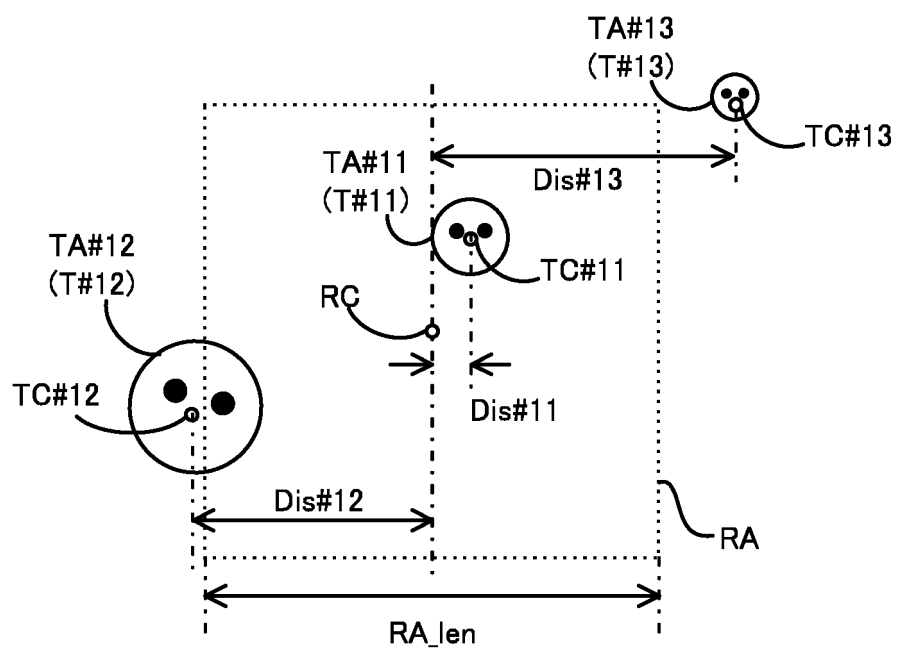 TA#13
(T#13)
TC#13
Dis#13
TA#11
(T#11)
TC#11
TA#12
(T#12)
RC
TC#12
Dis#11
Dis#12
RA
RA_len